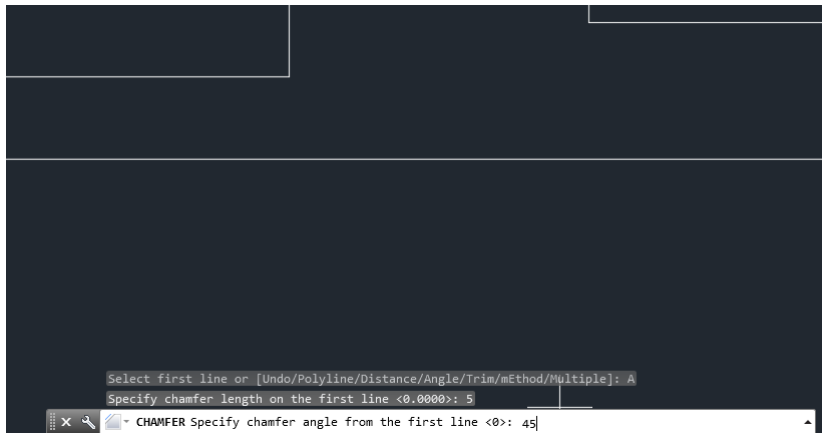 Select first line or [Undo/Polyline/Distance/Angle/Trim/mEthod/Multiple]: A
Specify chamfer length on the first line <0.0000>: 5
CHAMFER Specify chamfer angle from the first line <0>: 45